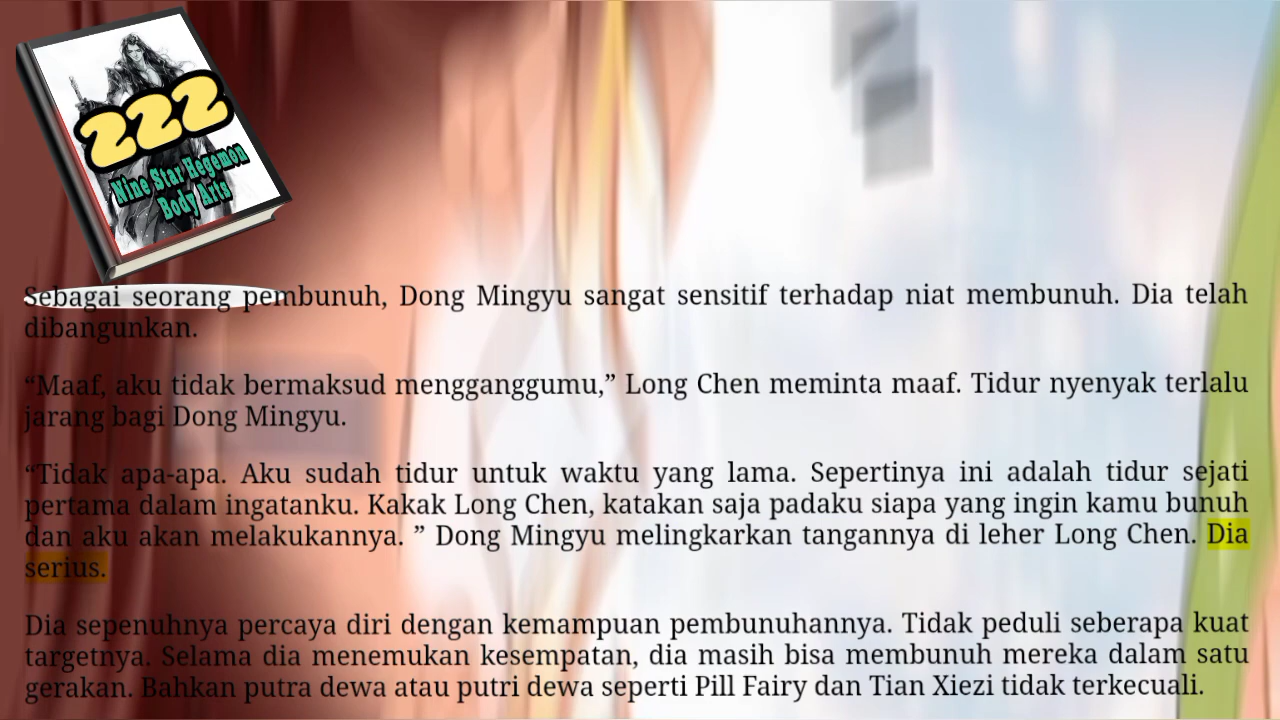 222
Nine Star Hegemon
Body Arts
Sebagai seorang pembunuh, Dong Mingyu sangat sensitif terhadap niat membunuh. Dia telah
dibangunkan.
“Maaf, aku tidak bermaksud mengganggumu,” Long Chen meminta maaf. Tidur nyenyak terlalu
jarang bagi Dong Mingyu.
“Tidak apa-apa. Aku sudah tidur untuk waktu yang lama. Sepertinya ini adalah tidur sejati
pertama dalam ingatanku. Kakak Long Chen, katakan saja padaku siapa yang ingin kamu bunuh
dan aku akan melakukannya. ” Dong Mingyu melingkarkan tangannya di leher Long Chen. Dia
serius.
Dia sepenuhnya percaya diri dengan kemampuan pembunuhannya. Tidak peduli seberapa kuat
targetnya. Selama dia menemukan kesempatan, dia masih bisa membunuh mereka dalam satu
gerakan. Bahkan putra dewa atau putri dewa seperti Pill Fairy dan Tian Xiezi tidak terkecuali.